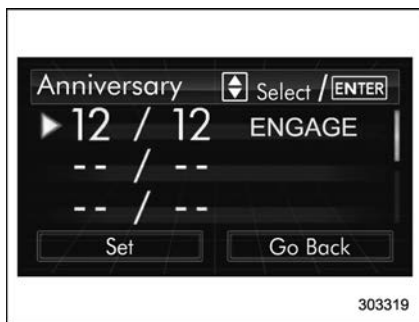 Anniversary Select / ENTER
12 / 12 ENGAGE
-- / --
-- / --
Set Go Back
303319